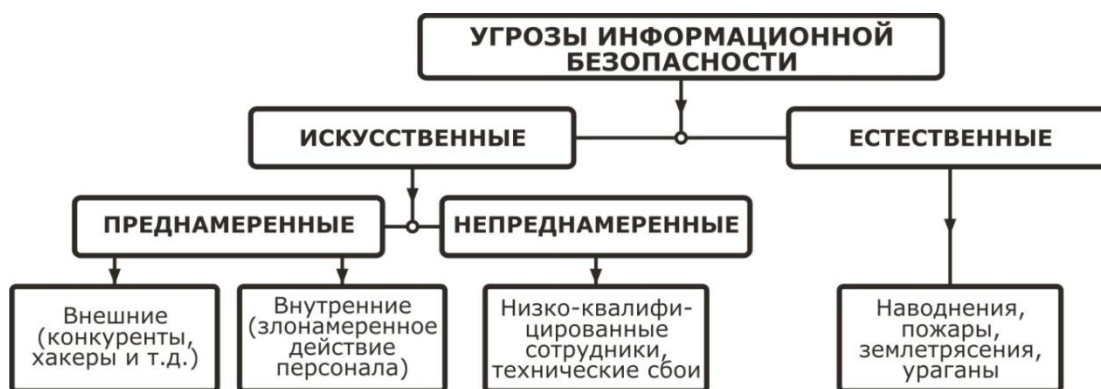 УГРОЗЫ ИНФОРМАЦИОННОЙ
БЕЗОПАСНОСТИ
ИСКУССТВЕННЫЕ
ЕСТЕСТВЕННЫЕ
ПРЕДНАМЕРЕННЫЕ
НЕПРЕДНАМЕРЕННЫЕ
Внешние
(конкуренты,
хакеры и т.д.)
Внутренние
(злонамеренное
действие
персонала)
Низко-квалифи-
цированные
сотрудники,
технические сбои
Наводнения,
пожары,
землетрясения,
ураганы